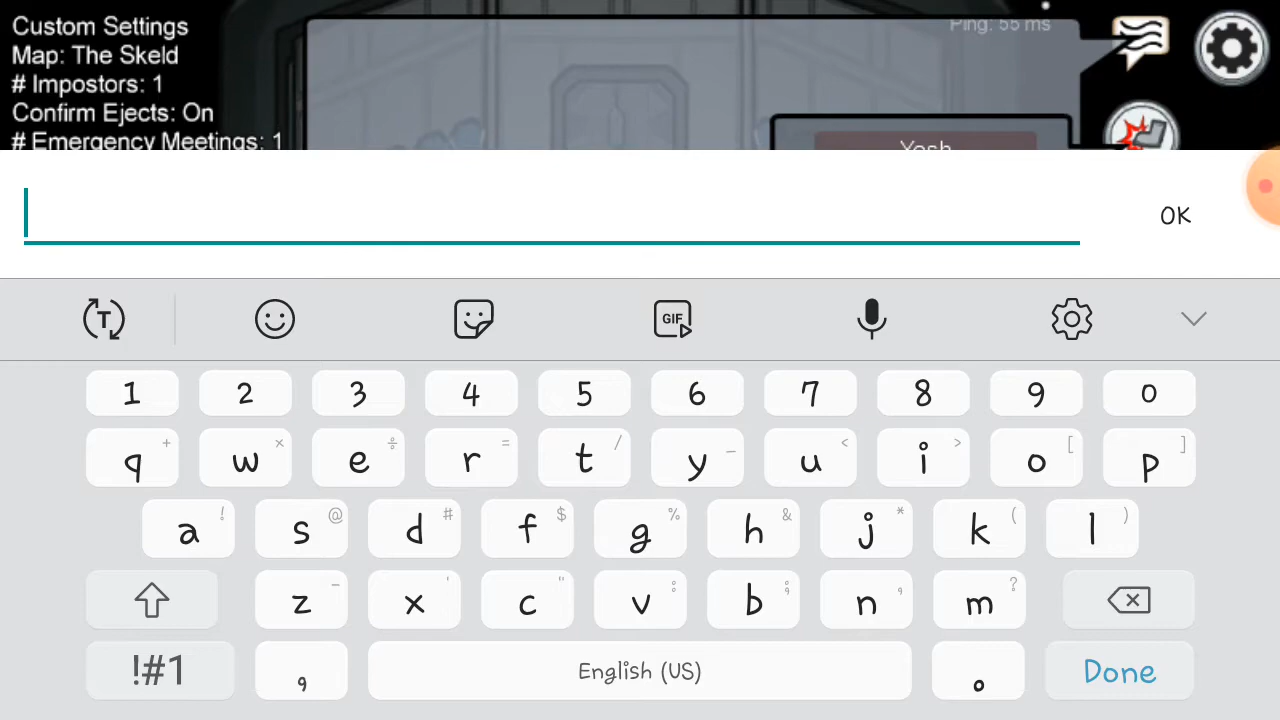 Custom Settings
Map: The Skeld
# Impostors: 1
Confirm Ejects: On
# Emergency Meetings: 1
Ping: 55 ms
Yosh
OK
T
GIF
1 2 3 4 5 6 7 8 9 0
q + w × e ÷ r = t / y _ u < i > o [ p ]
a ! s @ d # f $ g % h & j * k ( l )
z - x ' c " v : b ; n , m ?
!#1 , English (US) . Done